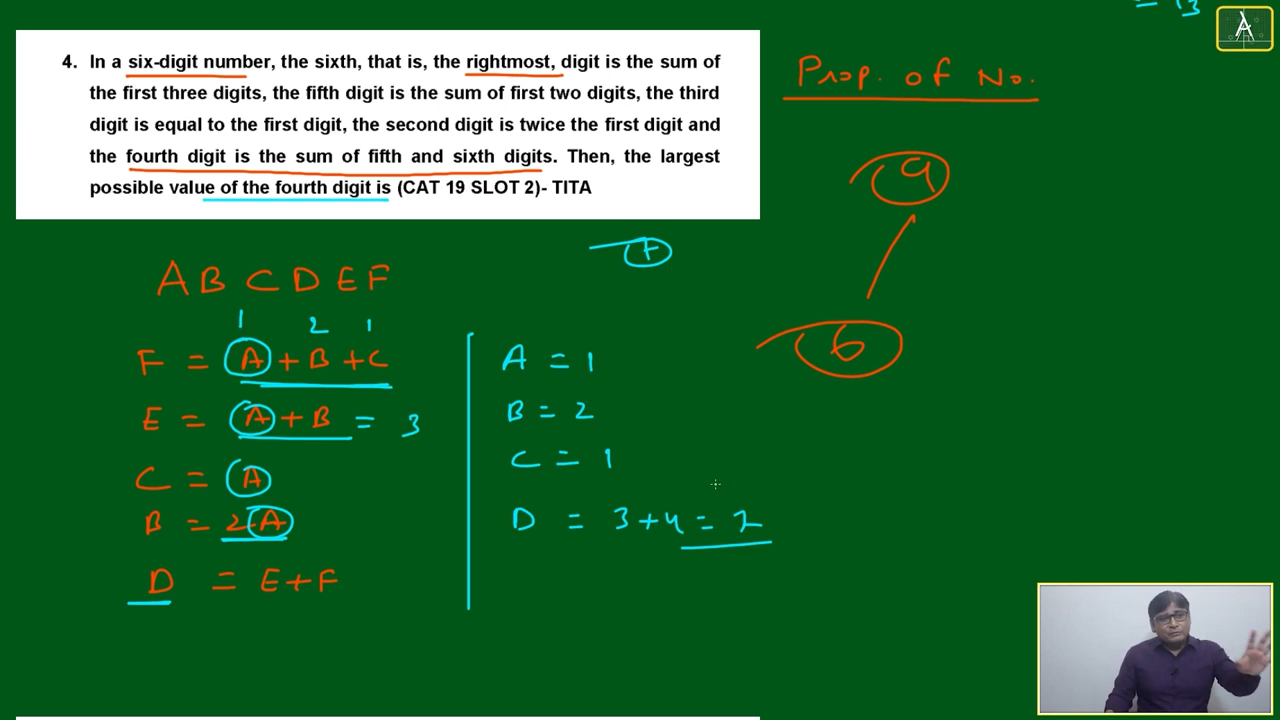 = 13
4. In a six-digit number, the sixth, that is, the rightmost, digit is the sum of
the first three digits, the fifth digit is the sum of first two digits, the third
digit is equal to the first digit, the second digit is twice the first digit and
the fourth digit is the sum of fifth and sixth digits. Then, the largest
possible value of the fourth digit is (CAT 19 SLOT 2)- TITA
Prop. of No.
9
6
7
A B C D E F
1 2 1
F = A + B + C
E = A + B = 3
C = A
B = 2A
D = E + F
A = 1
B = 2
C = 1
D = 3 + 4 = 7